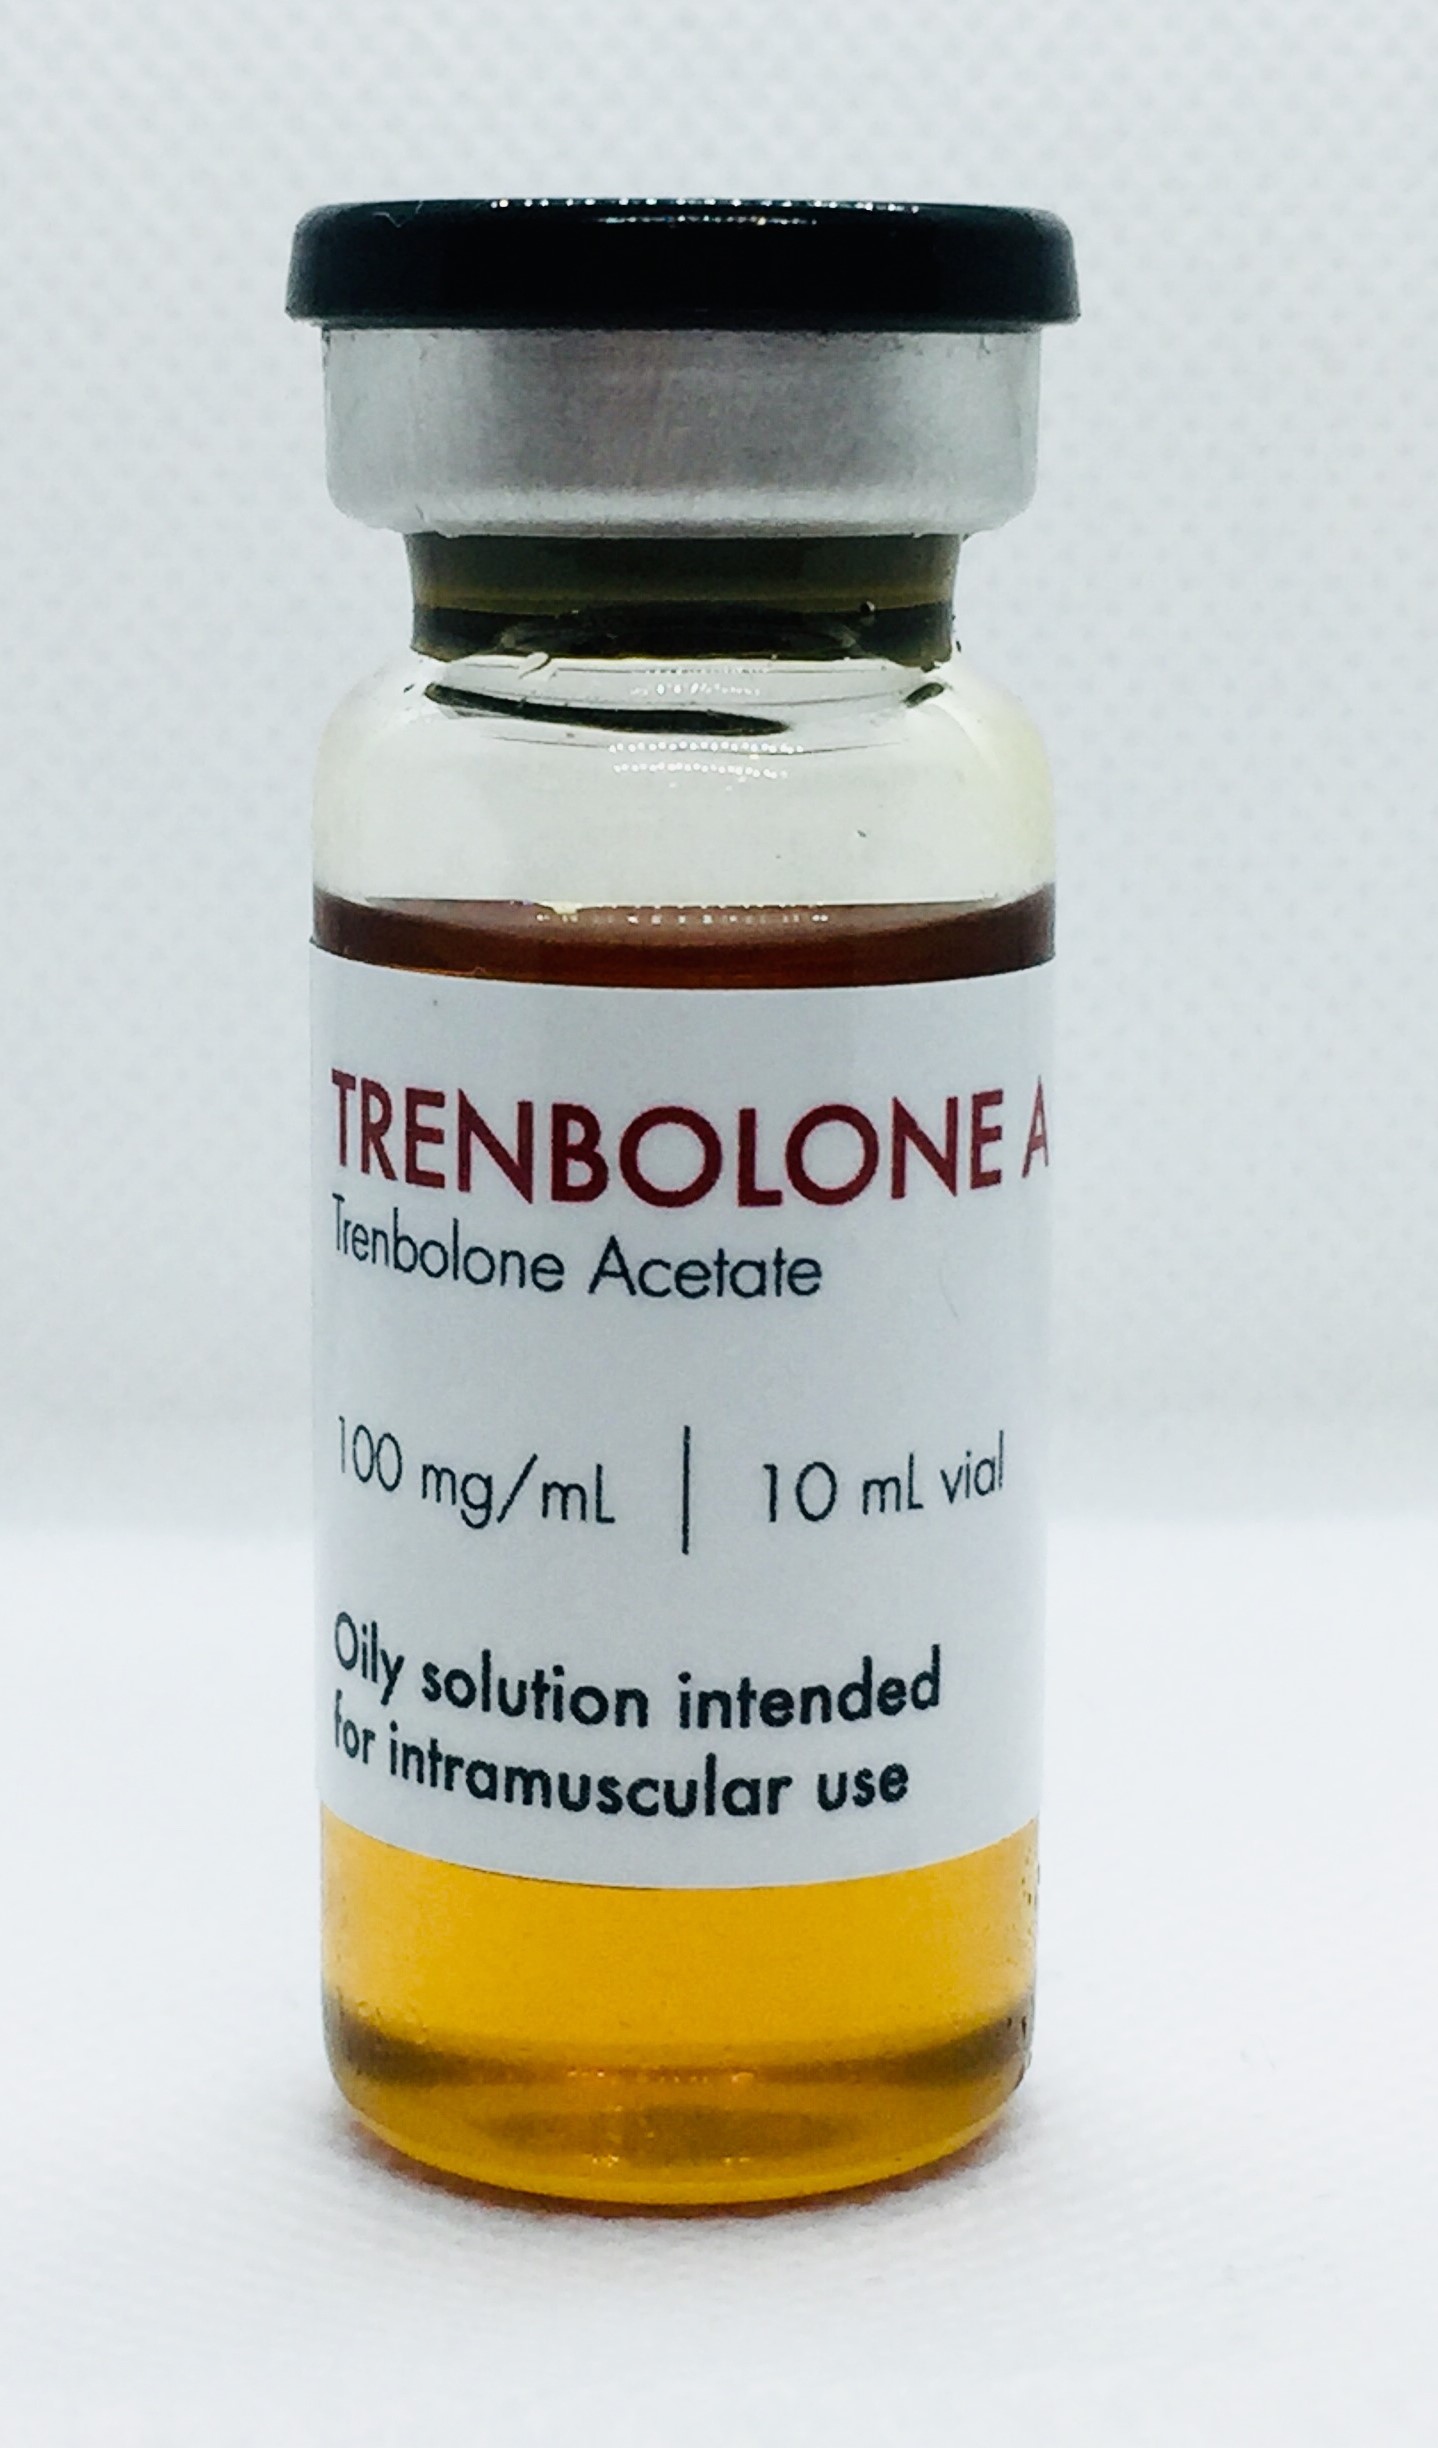 TRENBOLONE A
Trenbolone Acetate
100 mg/mL | 10 mL vial
Oily solution intended
for intramuscular use